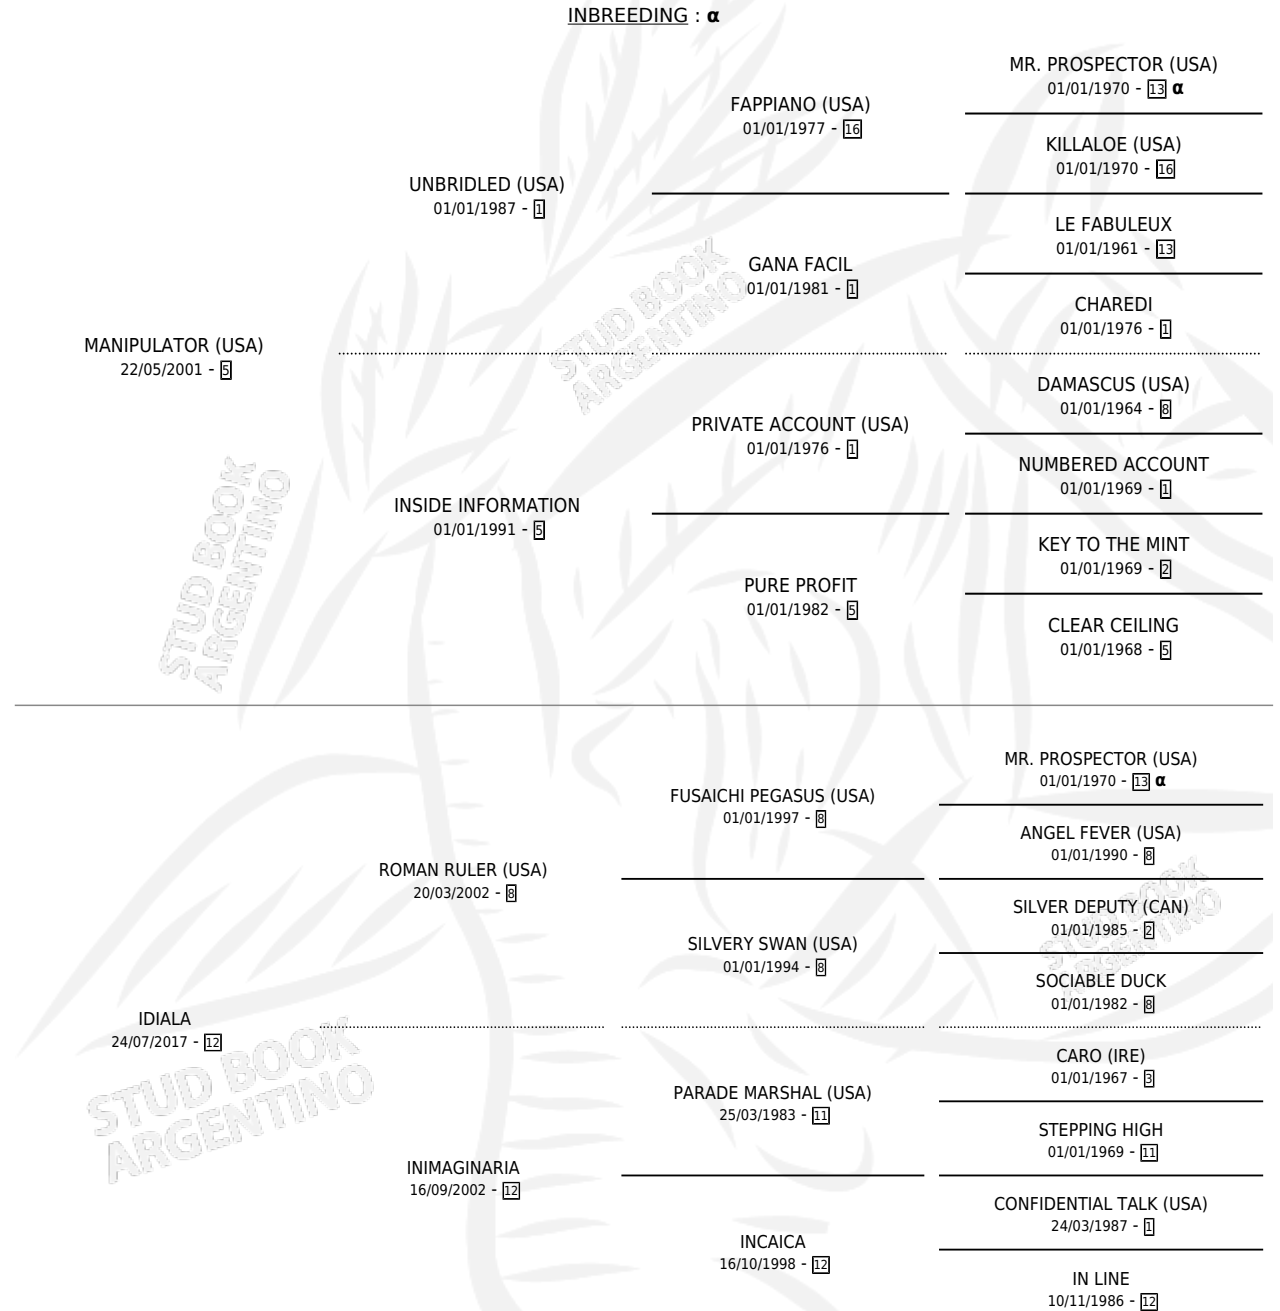 INBREEDING : α
MR. PROSPECTOR (USA)
01/01/1970 - 13 α
FAPPIANO (USA)
01/01/1977 - 16
KILLALOE (USA)
01/01/1970 - 16
UNBRIDLED (USA)
01/01/1987 - 1
LE FABULEUX
01/01/1961 - 13
GANA FACIL
01/01/1981 - 1
CHAREDI
01/01/1976 - 1
MANIPULATOR (USA)
22/05/2001 - 5
DAMASCUS (USA)
01/01/1964 - 8
PRIVATE ACCOUNT (USA)
01/01/1976 - 1
NUMBERED ACCOUNT
01/01/1969 - 1
INSIDE INFORMATION
01/01/1991 - 5
KEY TO THE MINT
01/01/1969 - 2
PURE PROFIT
01/01/1982 - 5
CLEAR CEILING
01/01/1968 - 5
MR. PROSPECTOR (USA)
01/01/1970 - 13 α
FUSAICHI PEGASUS (USA)
01/01/1997 - 8
ANGEL FEVER (USA)
01/01/1990 - 8
ROMAN RULER (USA)
20/03/2002 - 8
SILVER DEPUTY (CAN)
01/01/1985 - 2
SILVERY SWAN (USA)
01/01/1994 - 8
SOCIABLE DUCK
01/01/1982 - 8
IDIALA
24/07/2017 - 12
CARO (IRE)
01/01/1967 - 3
PARADE MARSHAL (USA)
25/03/1983 - 11
STEPPING HIGH
01/01/1969 - 11
INIMAGINARIA
16/09/2002 - 12
CONFIDENTIAL TALK (USA)
24/03/1987 - 1
INCAICA
16/10/1998 - 12
IN LINE
10/11/1986 - 12
STUD BOOK
ARGENTINO
STUD BOOK
ARGENTINO
STUD BOOK
ARGENTINO
STUD BOOK
ARGENTINO